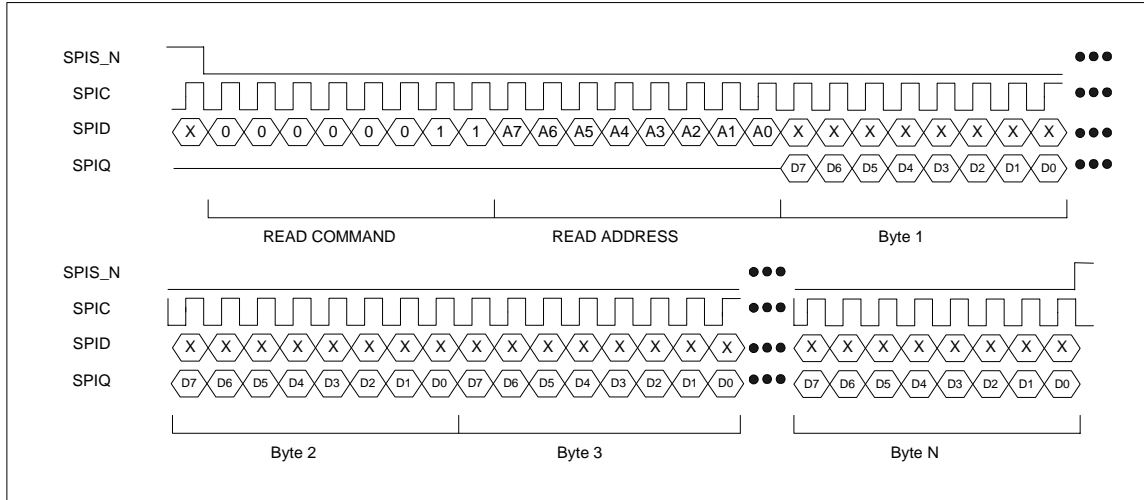 SPIS_N
SPIC
SPID X 0 0 0 0 0 0 1 1 A7 A6 A5 A4 A3 A2 A1 A0 X X X X X X X X
SPIQ D7 D6 D5 D4 D3 D2 D1 D0
READ COMMAND READ ADDRESS Byte 1
SPIS_N
SPIC
SPID X X X X X X X X X X X X X X X X X X X X X X X X
SPIQ D7 D6 D5 D4 D3 D2 D1 D0 D7 D6 D5 D4 D3 D2 D1 D0 D7 D6 D5 D4 D3 D2 D1 D0
Byte 2 Byte 3 Byte N